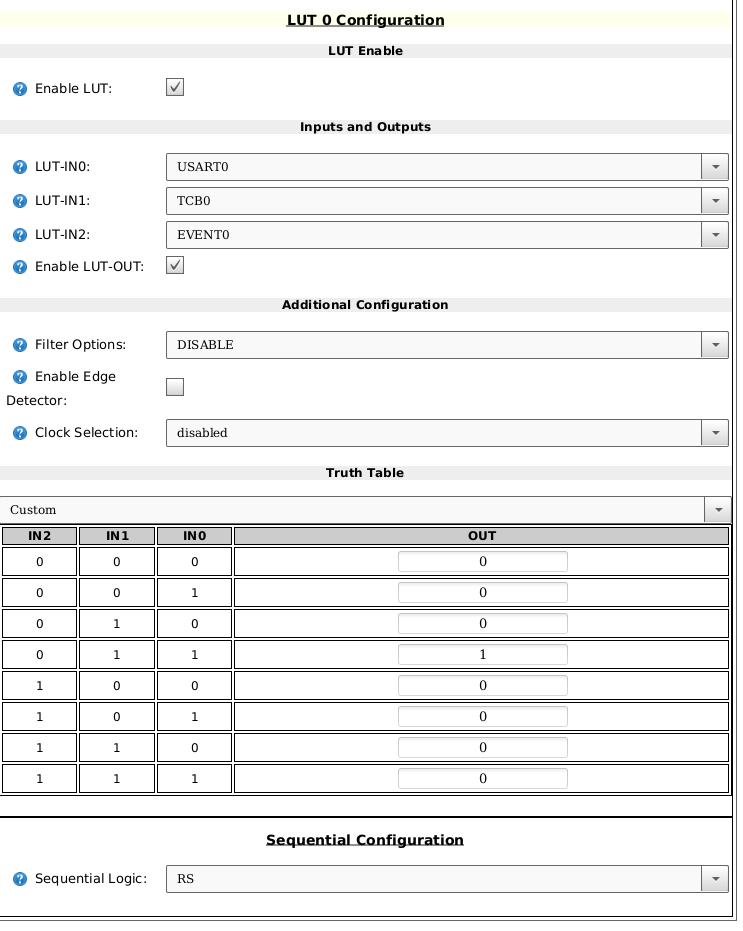 LUT 0 Configuration
LUT Enable
Enable LUT:
Inputs and Outputs
LUT-IN0: USART0
LUT-IN1: TCB0
LUT-IN2: EVENT0
Enable LUT-OUT:
Additional Configuration
Filter Options: DISABLE
Enable Edge
Detector:
Clock Selection: disabled
Truth Table
Custom
IN2 IN1 IN0 OUT
0 0 0 0
0 0 1 0
0 1 0 0
0 1 1 1
1 0 0 0
1 0 1 0
1 1 0 0
1 1 1 0
Sequential Configuration
Sequential Logic: RS